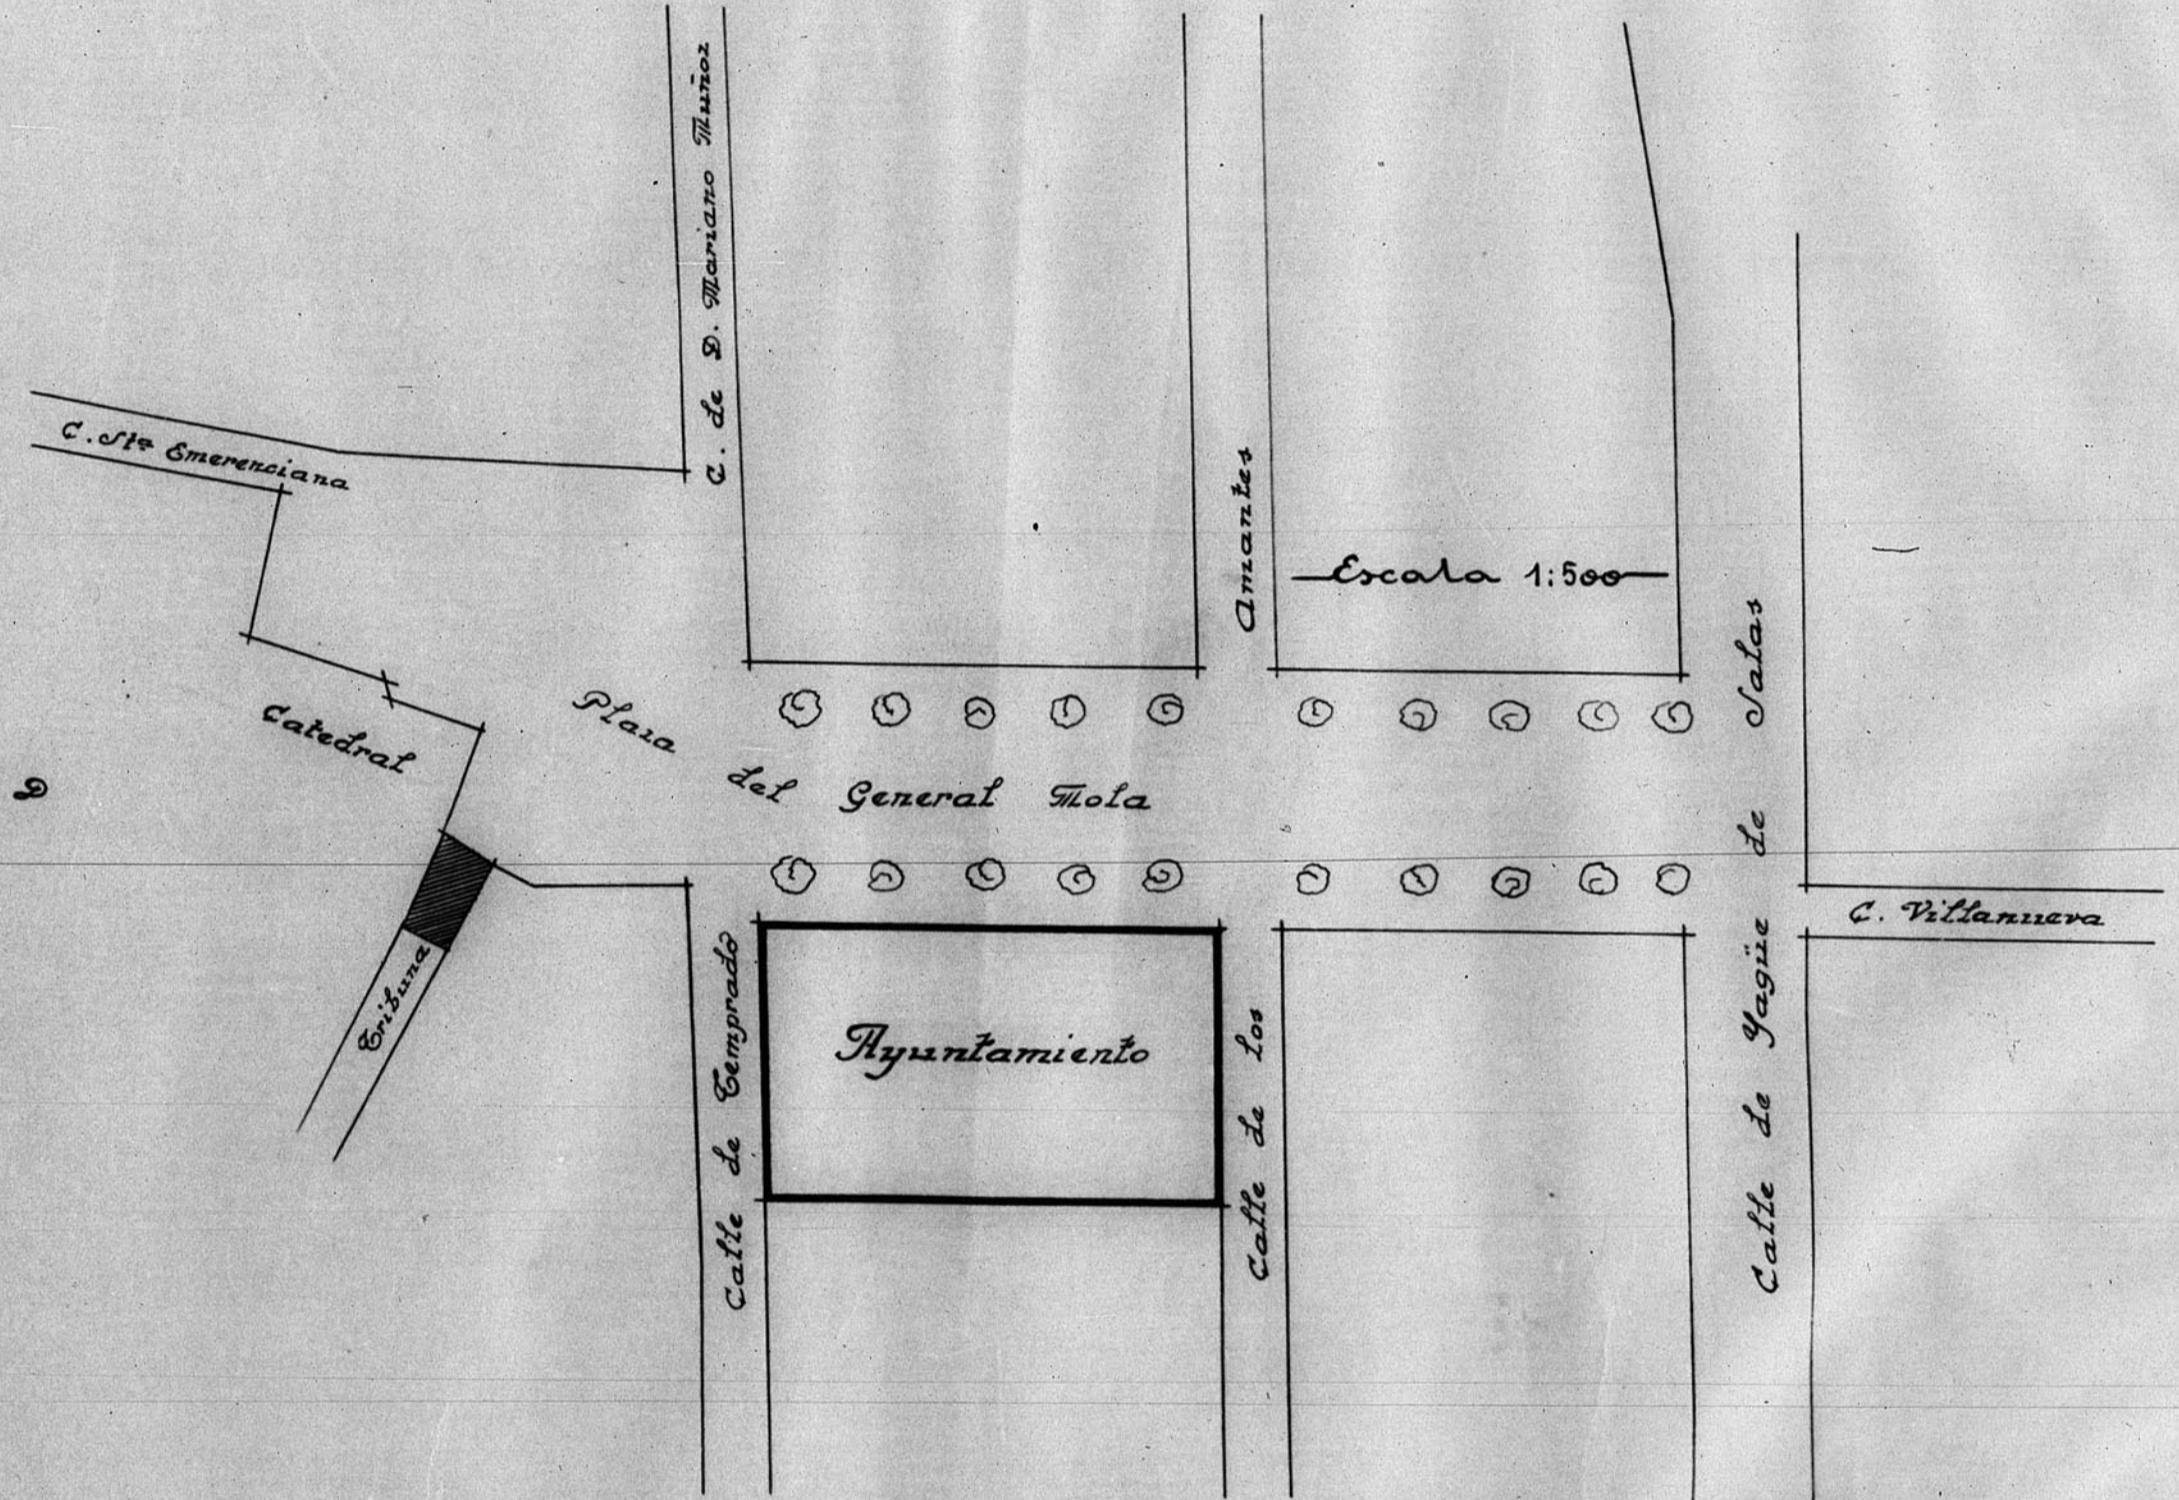 C. de D. Mariano Muñoz
C. Sta Emerenciana
Amantes
Escala 1:500
Calle de Yagüe de Salas
Catedral
Plaza
del General Mola
D
C. Villanueva
Tribuna
Calle de Temprado
Ayuntamiento
Calle de Los